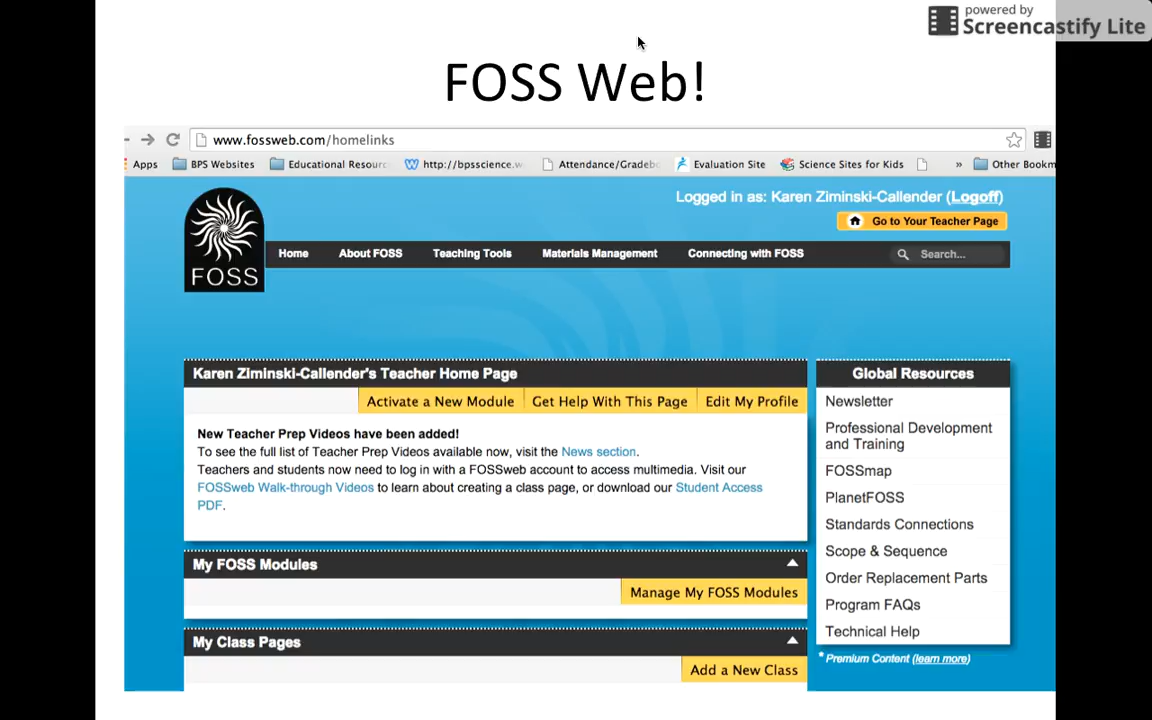 powered by
Screencastify Lite
FOSS Web!
www.fossweb.com/homelinks
Apps BPS Websites Educational Resour http://bpsscience.w Attendance/Gradeb Evaluation Site Science Sites for Kids » Other Bookm
Logged in as: Karen Ziminski-Callender (Logoff)
Go to Your Teacher Page
FOSS
Home About FOSS Teaching Tools Materials Management Connecting with FOSS Search...
Karen Ziminski-Callender's Teacher Home Page
Activate a New Module Get Help With This Page Edit My Profile
New Teacher Prep Videos have been added!
To see the full list of Teacher Prep Videos available now, visit the News section.
Teachers and students now need to log in with a FOSSweb account to access multimedia. Visit our
FOSSweb Walk-through Videos to learn about creating a class page, or download our Student Access
PDF.
My FOSS Modules
Manage My FOSS Modules
My Class Pages
Add a New Class
Global Resources
Newsletter
Professional Development
and Training
FOSSmap
PlanetFOSS
Standards Connections
Scope & Sequence
Order Replacement Parts
Program FAQs
Technical Help
* Premium Content (learn more)